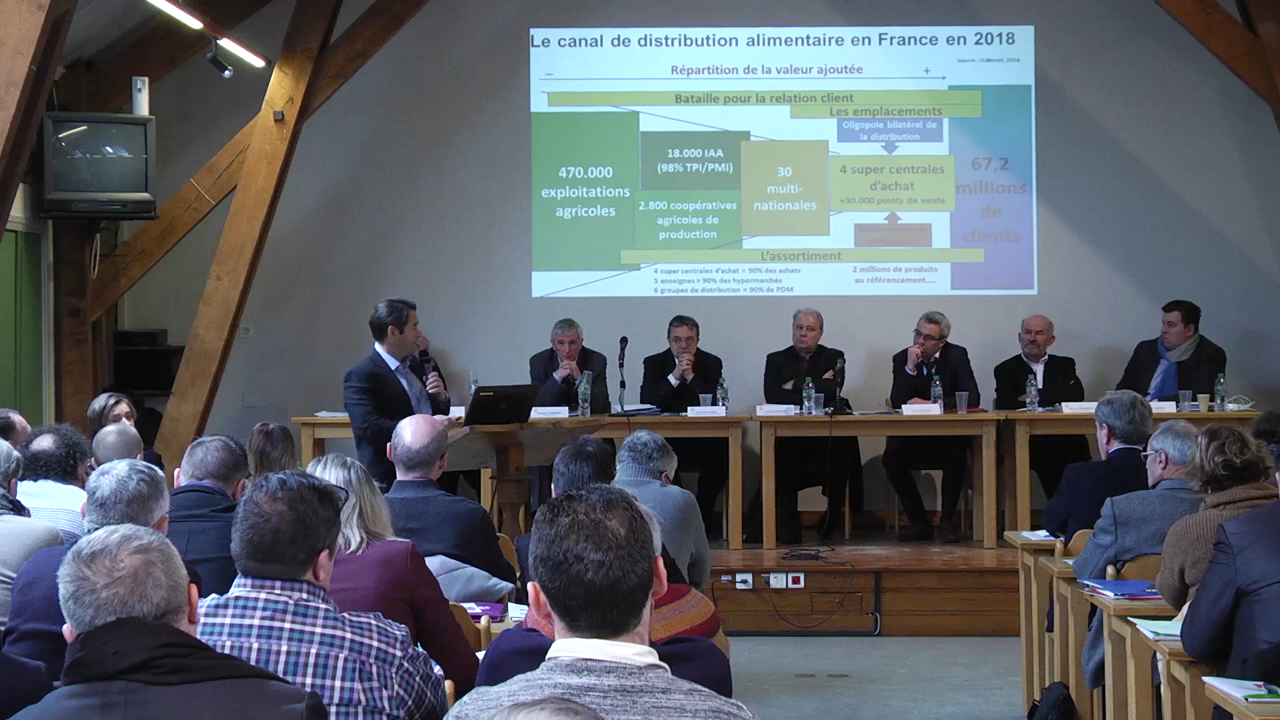 Le canal de distribution alimentaire en France en 2018
Répartition de la valeur ajoutée
Bataille pour la relation client
Les emplacements
Oligopole bilatéral de
la distribution
470.000
exploitations
agricoles
18.000 IAA
(98% TPI/PMI)
2.800 coopératives
agricoles de
production
30
multi-
nationales
4 super centrales
d'achat
+30.000 points de vente
67,2
millions
de
clients
L'assortiment
4 super centrales d'achat = 90% des achats
5 enseignes = 90% des hypermarchés
6 groupes de distribution = 90% de PDM
2 millions de produits
au référencement....